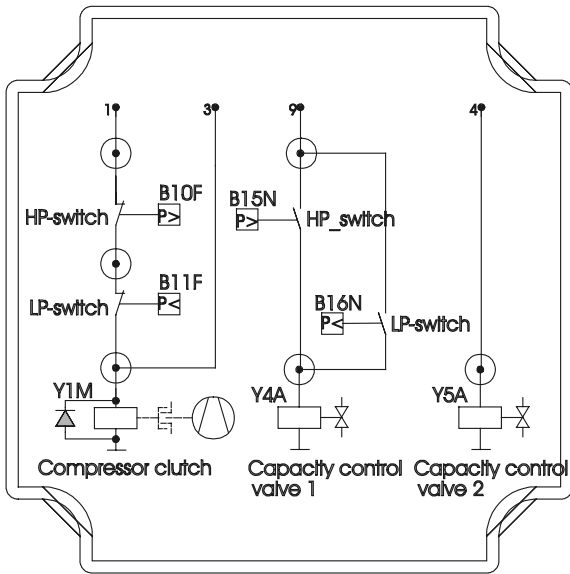 1 3 9 4
B10F
P>
HP-switch
B15N
P>
HP_switch
B11F
P<
LP-switch
B16N
P<
LP-switch
Y1M
Y4A
Y5A
Compressor clutch
Capacity control
valve 1
Capacity control
valve 2